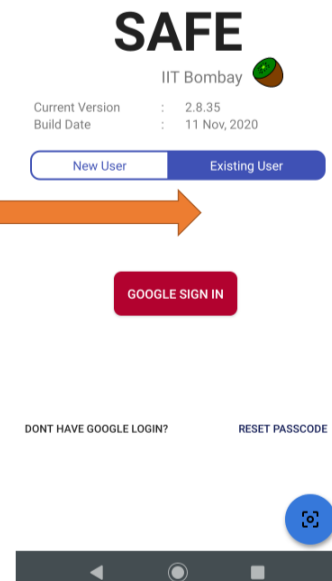 SAFE
IIT Bombay
Current Version : 2.8.35
Build Date : 11 Nov, 2020
New User Existing User
GOOGLE SIGN IN
DONT HAVE GOOGLE LOGIN? RESET PASSCODE